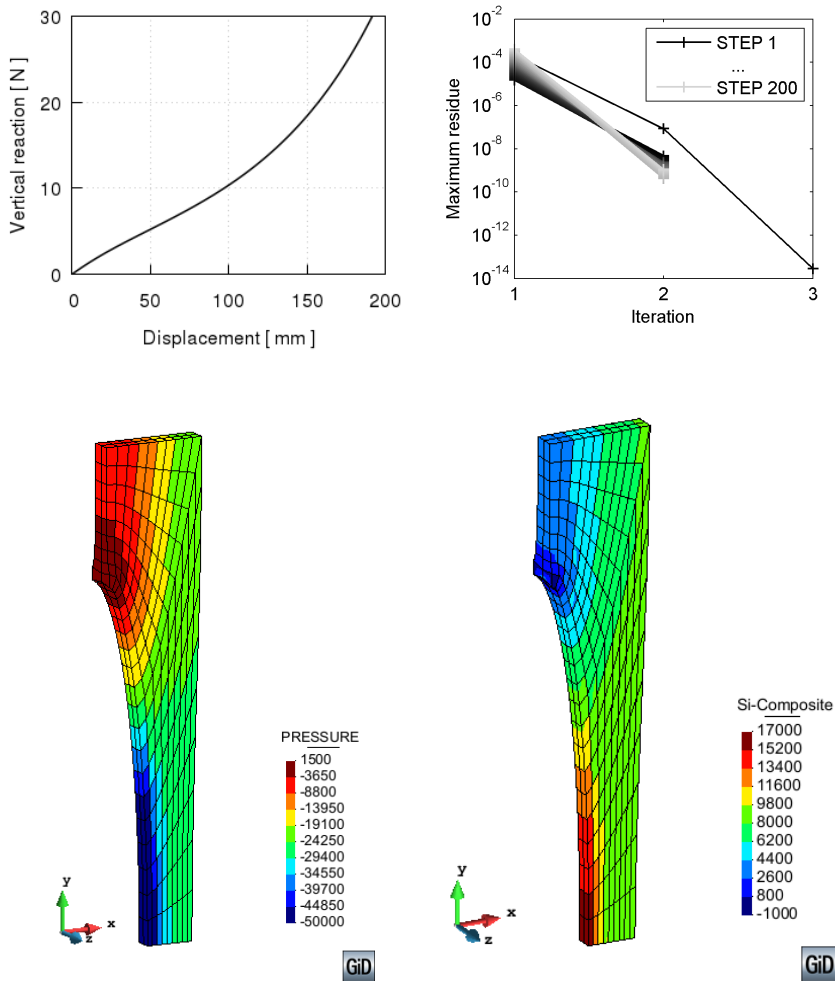 30
20
10
0
Vertical reaction [ N ]
0 50 100 150 200
Displacement [ mm ]
10^-2
10^-4
10^-6
10^-8
10^-10
10^-12
10^-14
Maximum residue
STEP 1
...
STEP 200
1 2 3
Iteration
PRESSURE
1500
-3650
-8800
-13950
-19100
-24250
-29400
-34550
-39700
-44850
-50000
y
x
z
GiD
Si-Composite
17000
15200
13400
11600
9800
8000
6200
4400
2600
800
-1000
y
x
z
GiD